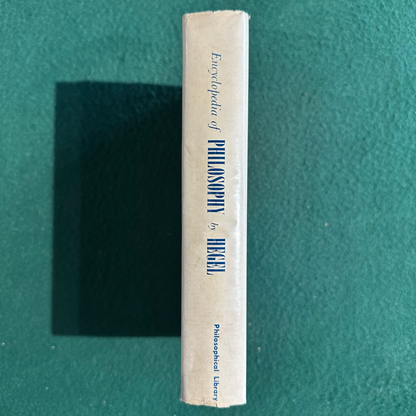 Encyclopedia of PHILOSOPHY by HEGEL
Philosophical Library